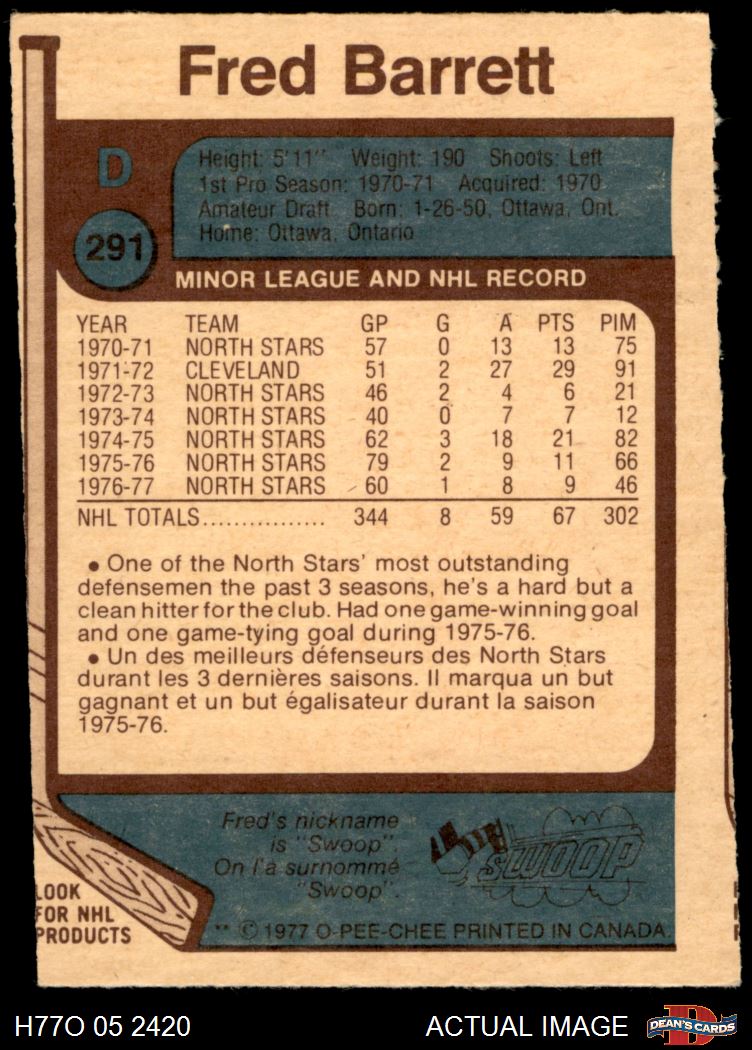 Fred Barrett
D
291
Height: 5'11" Weight: 190 Shoots: Left
1st Pro Season: 1970-71 Acquired: 1970
Amateur Draft Born: 1-26-50, Ottawa, Ont.
Home: Ottawa, Ontario
MINOR LEAGUE AND NHL RECORD
YEAR TEAM GP G A PTS PIM
1970-71 NORTH STARS 57 0 13 13 75
1971-72 CLEVELAND 51 2 27 29 91
1972-73 NORTH STARS 46 2 4 6 21
1973-74 NORTH STARS 40 0 7 7 12
1974-75 NORTH STARS 62 3 18 21 82
1975-76 NORTH STARS 79 2 9 11 66
1976-77 NORTH STARS 60 1 8 9 46
NHL TOTALS................ 344 8 59 67 302
• One of the North Stars' most outstanding
defensemen the past 3 seasons, he's a hard but a
clean hitter for the club. Had one game-winning goal
and one game-tying goal during 1975-76.
• Un des meilleurs défenseurs des North Stars
durant les 3 dernières saisons. Il marqua un but
gagnant et un but égalisateur durant la saison
1975-76.
Fred's nickname
is "Swoop".
On l'a surnommé
"Swoop".
SWOOP
LOOK
FOR NHL
PRODUCTS
** © 1977 O-PEE-CHEE PRINTED IN CANADA.
H77O 05 2420
ACTUAL IMAGE
D
DEAN'S CARDS